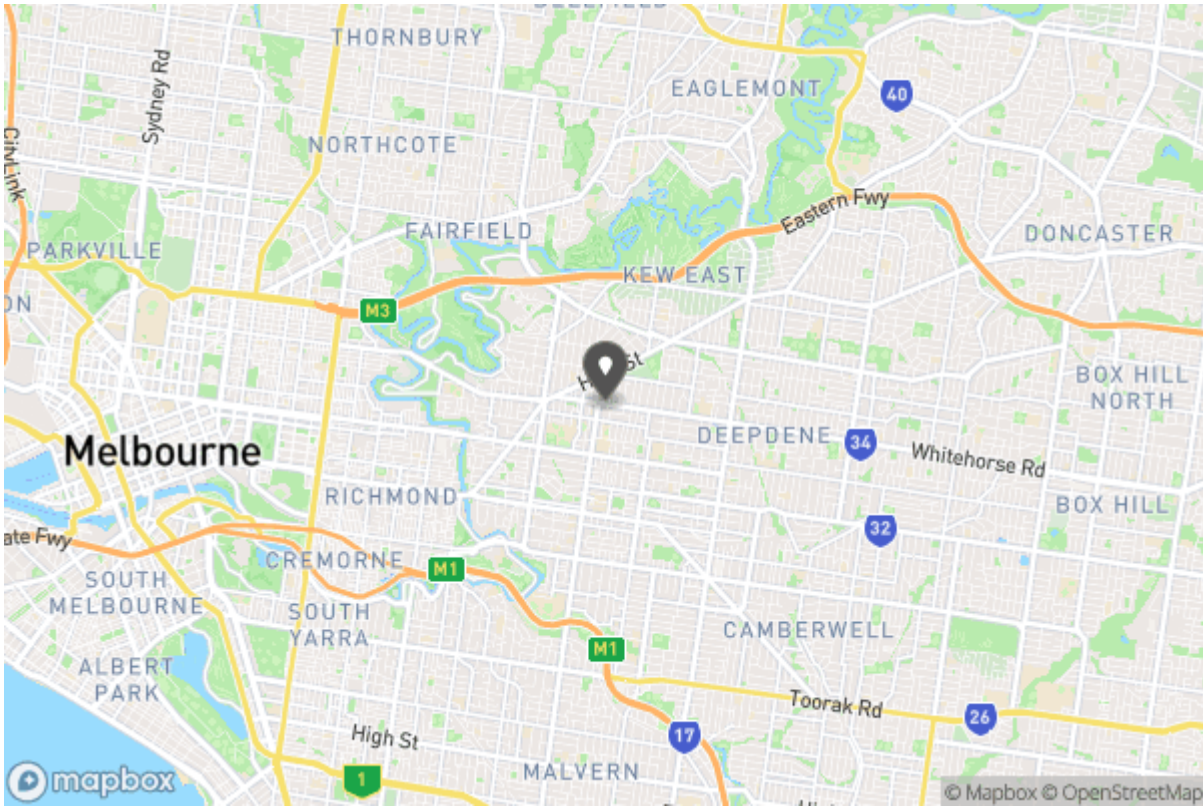 THORNBURY
Sydney Rd
EAGLEMONT
40
CityLink
NORTHCOTE
Eastern Fwy
FAIRFIELD
DONCASTER
PARKVILLE
KEW EAST
M3
BOX HILL
NORTH
DEEPDENE
34
Whitehorse Rd
Melbourne
RICHMOND
BOX HILL
32
CREMORNE
M1
SOUTH
MELBOURNE
SOUTH
YARRA
CAMBERWELL
M1
ALBERT
PARK
Toorak Rd
26
High St
17
MALVERN
1
mapbox
© Mapbox © OpenStreetMap